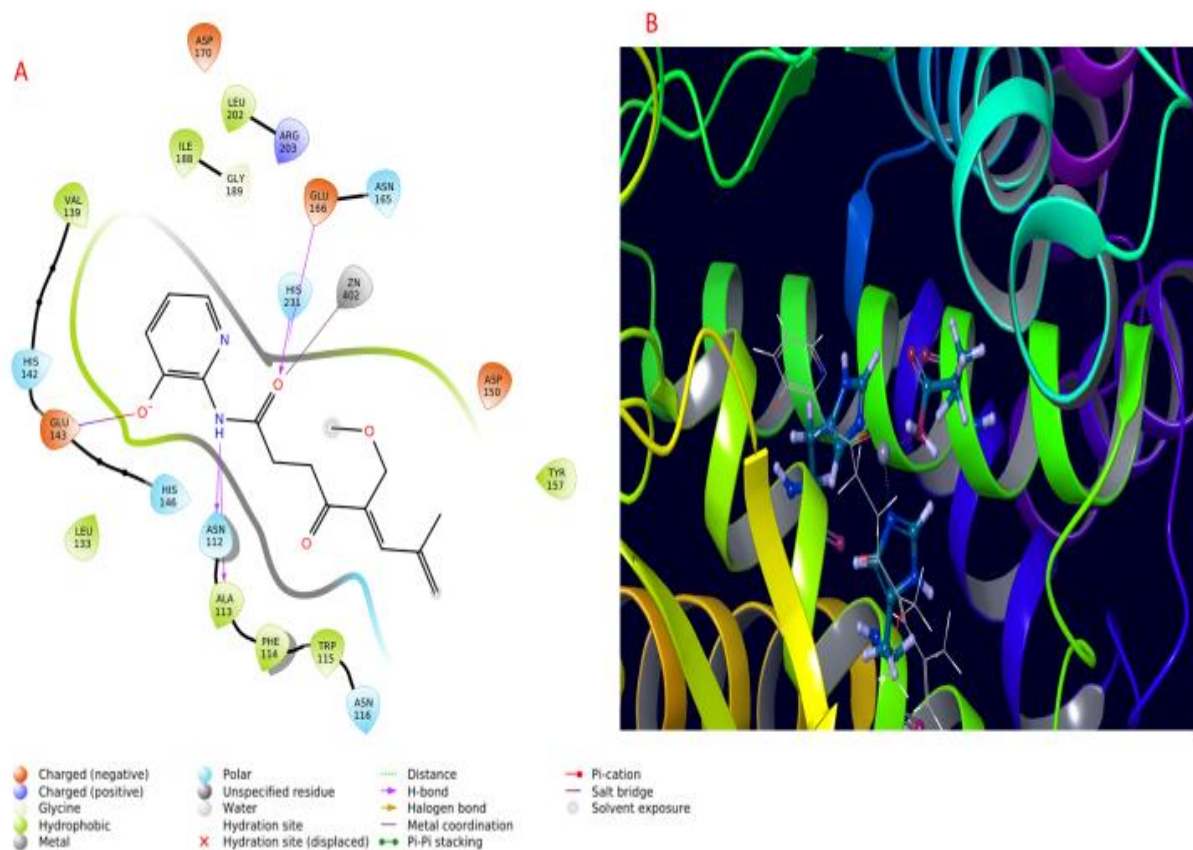 A
B
ASP
170
LEU
202
ARG
203
ILE
188
GLY
189
GLU
166
ASN
165
VAL
139
HIS
231
ZN
402
N
HIS
142
O
O-
N
H
ASP
150
GLU
143
O
TYR
157
HIS
146
LEU
133
ASN
112
O
ALA
113
PHE
114
TRP
115
ASN
116
Charged (negative)
Charged (positive)
Glycine
Hydrophobic
Metal
Polar
Unspecified residue
Water
Hydration site
Hydration site (displaced)
Distance
H-bond
Halogen bond
Metal coordination
Pi-Pi stacking
Pi-cation
Salt bridge
Solvent exposure